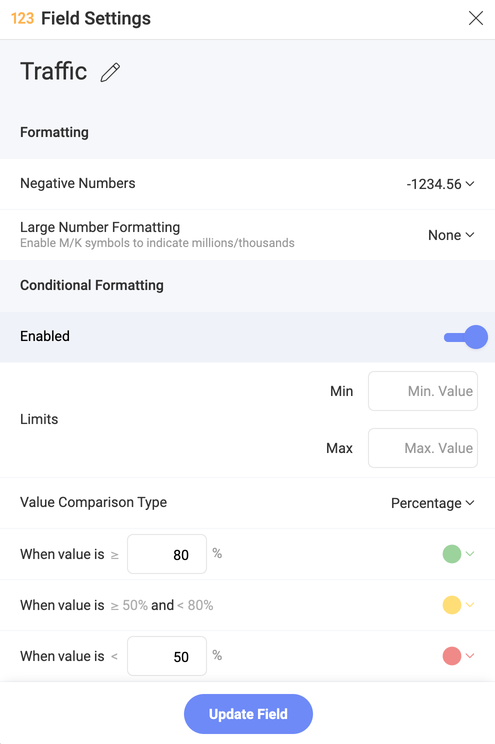 123 Field Settings
Traffic
Formatting
Negative Numbers -1234.56
Large Number Formatting None
Enable M/K symbols to indicate millions/thousands
Conditional Formatting
Enabled
Min Min. Value
Limits
Max Max. Value
Value Comparison Type Percentage
When value is ≥ 80 %
When value is ≥ 50% and < 80%
When value is < 50 %
Update Field